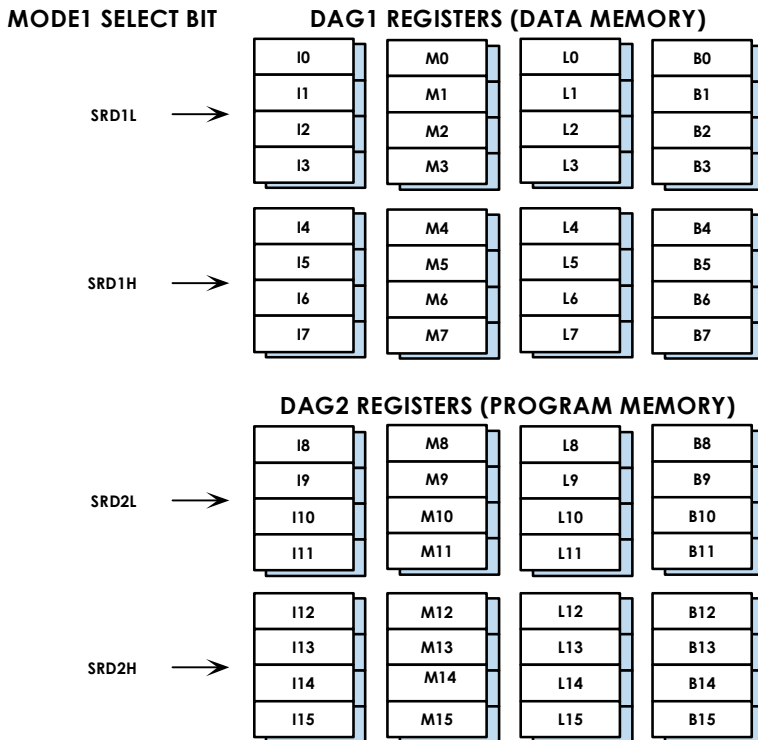 MODE1 SELECT BIT DAG1 REGISTERS (DATA MEMORY)
I0 M0 L0 B0
I1 M1 L1 B1
SRD1L
I2 M2 L2 B2
I3 M3 L3 B3
I4 M4 L4 B4
I5 M5 L5 B5
SRD1H
I6 M6 L6 B6
I7 M7 L7 B7
DAG2 REGISTERS (PROGRAM MEMORY)
I8 M8 L8 B8
I9 M9 L9 B9
SRD2L
I10 M10 L10 B10
I11 M11 L11 B11
I12 M12 L12 B12
I13 M13 L13 B13
SRD2H
I14 M14 L14 B14
I15 M15 L15 B15